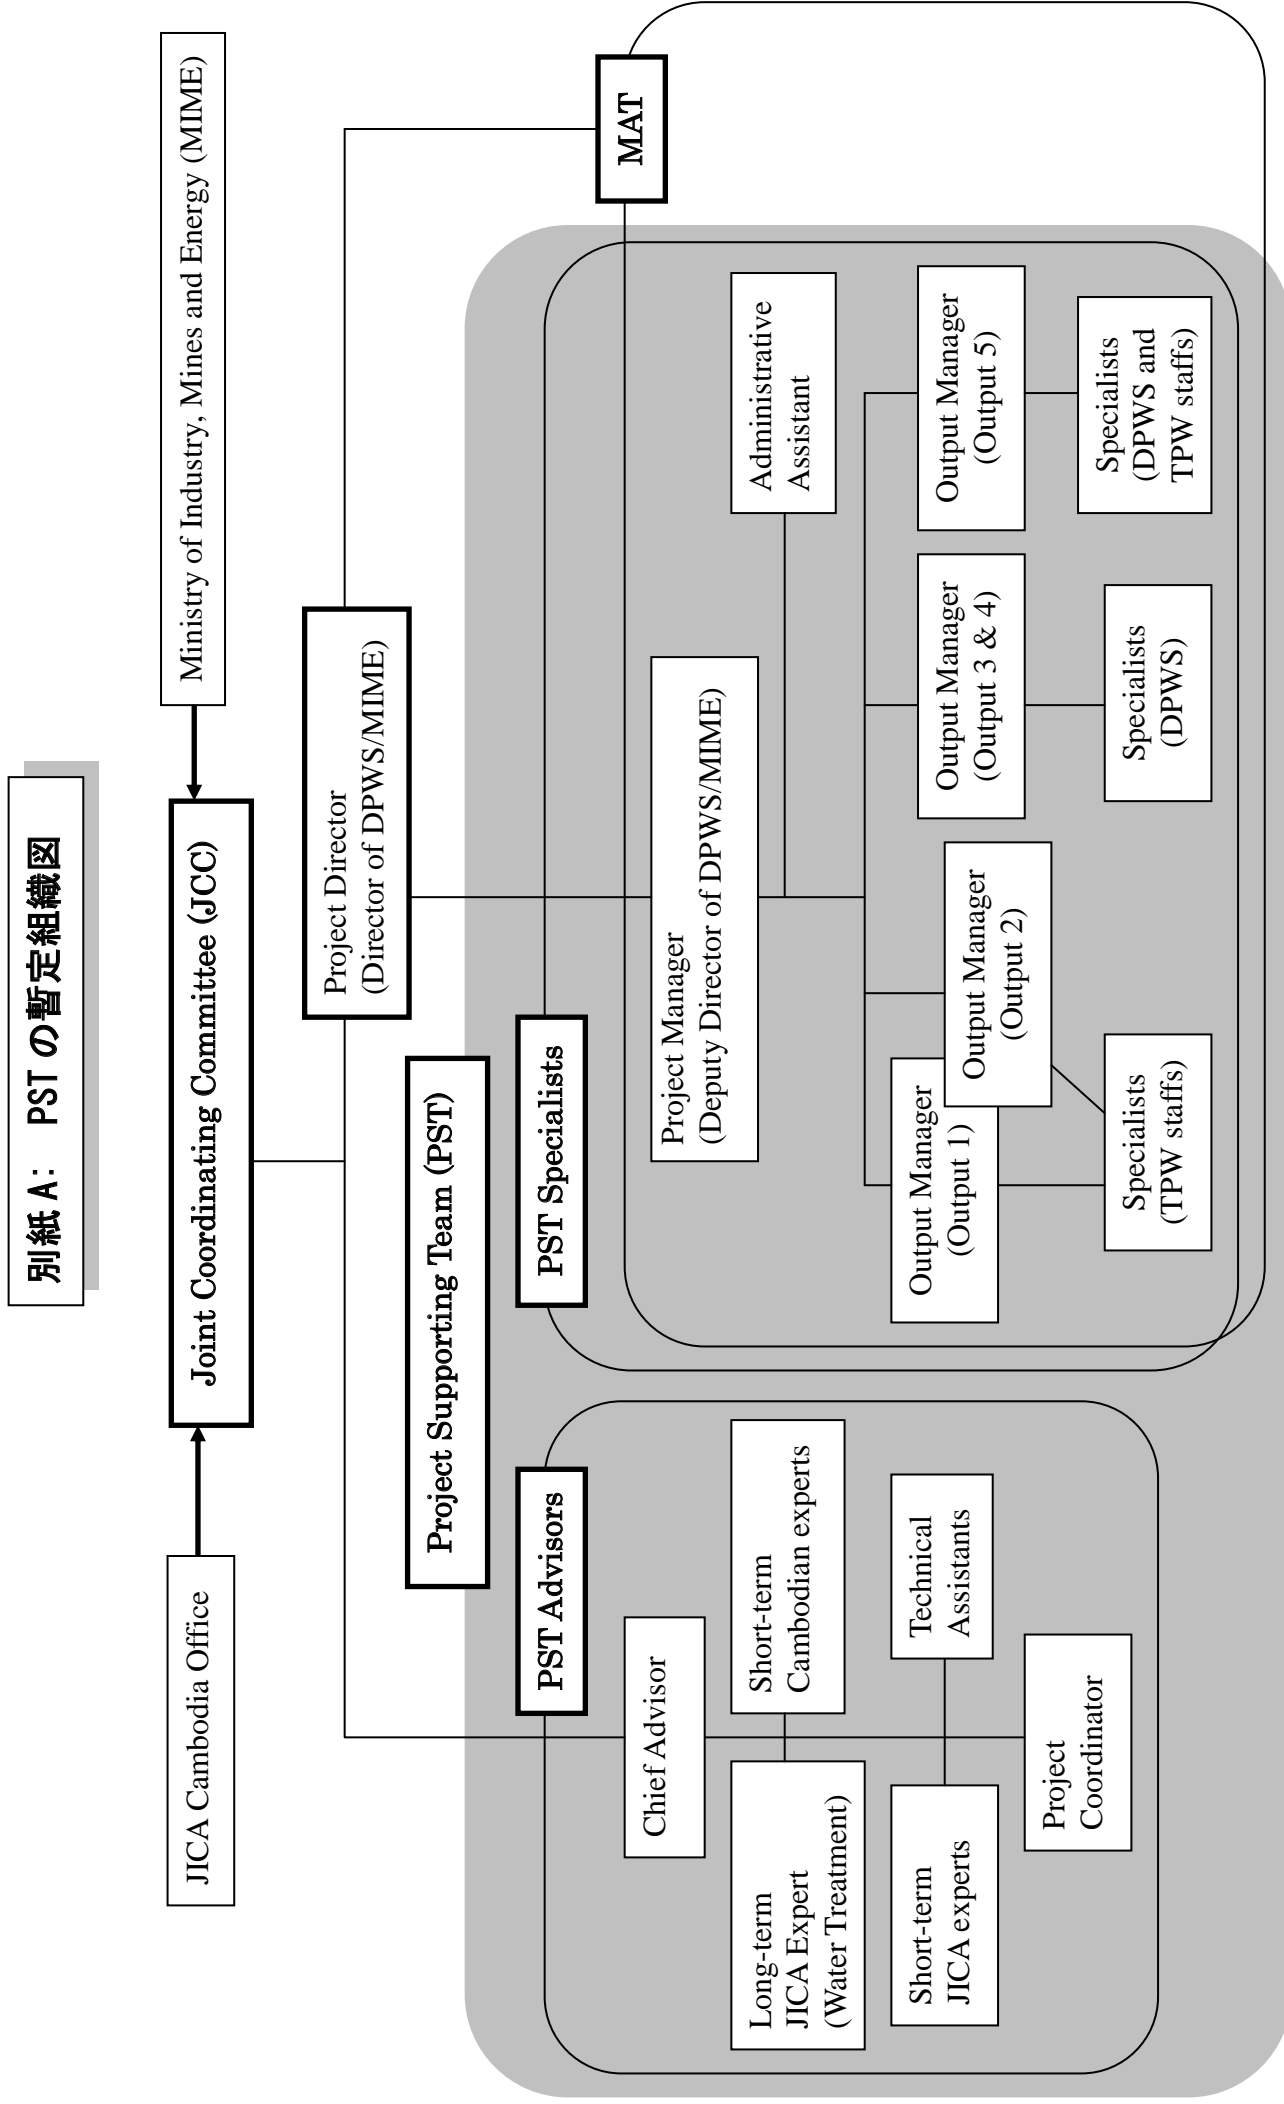 別紙 A: PST の暫定組織図
JICA Cambodia Office
Joint Coordinating Committee (JCC)
Ministry of Industry, Mines and Energy (MIME)
Project Director
(Director of DPWS/MIME)
Project Supporting Team (PST)
PST Advisors
PST Specialists
MAT
Chief Advisor
Long-term
JICA Expert
(Water Treatment)
Short-term
Cambodian experts
Short-term
JICA experts
Technical
Assistants
Project
Coordinator
Project Manager
(Deputy Director of DPWS/MIME)
Administrative
Assistant
Output Manager
(Output 1)
Output Manager
(Output 2)
Output Manager
(Output 3 & 4)
Output Manager
(Output 5)
Specialists
(TPW staffs)
Specialists
(DPWS)
Specialists
(DPWS and
TPW staffs)